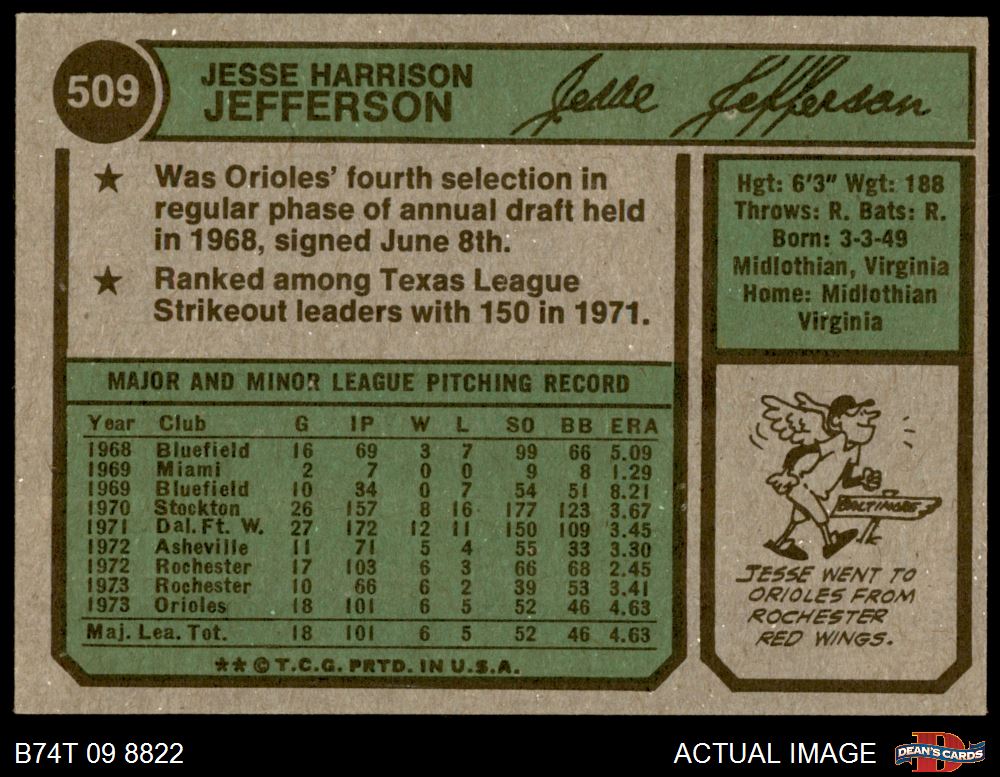 509
JESSE HARRISON
JEFFERSON
Jesse Jefferson
★ Was Orioles' fourth selection in
regular phase of annual draft held
in 1968, signed June 8th.
★ Ranked among Texas League
Strikeout leaders with 150 in 1971.
Hgt: 6'3" Wgt: 188
Throws: R. Bats: R.
Born: 3-3-49
Midlothian, Virginia
Home: Midlothian
Virginia
MAJOR AND MINOR LEAGUE PITCHING RECORD
Year Club G IP W L SO BB ERA
1968 Bluefield 16 69 3 7 99 66 5.09
1969 Miami 2 7 0 0 9 8 1.29
1969 Bluefield 10 34 0 7 54 51 8.21
1970 Stockton 26 157 8 16 177 123 3.67
1971 Dal. Ft. W. 27 172 12 11 150 109 3.45
1972 Asheville 11 71 5 4 55 33 3.30
1972 Rochester 17 103 6 3 66 68 2.45
1973 Rochester 10 66 6 2 39 53 3.41
1973 Orioles 18 101 6 5 52 46 4.63
Maj. Lea. Tot. 18 101 6 5 52 46 4.63
★★ © T.C.G. PRTD. IN U.S.A.
BALTIMORE
JESSE WENT TO
ORIOLES FROM
ROCHESTER
RED WINGS.
B74T 09 8822
ACTUAL IMAGE
DEAN'S CARDS